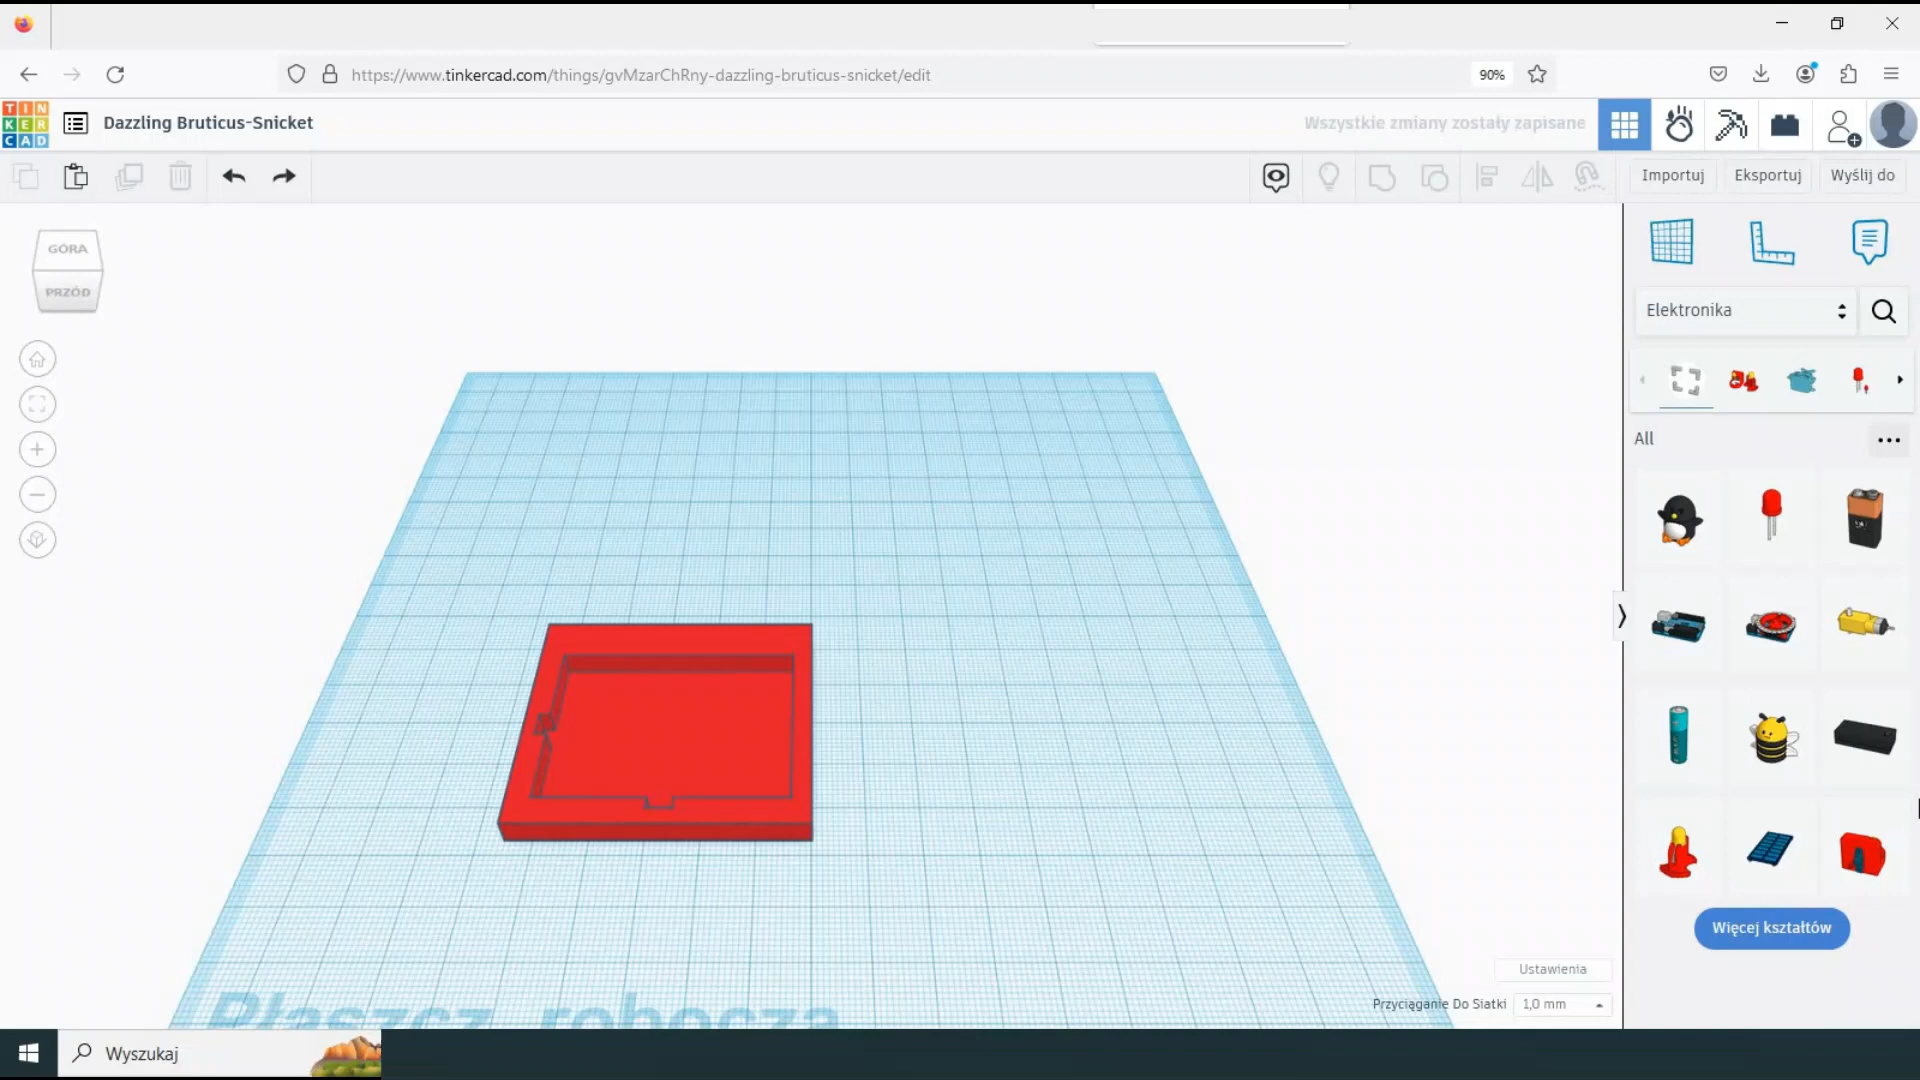 https://www.tinkercad.com/things/gvMzarChRny-dazzling-bruticus-snicket/edit
90%
TIN
KER
CAD
Dazzling Bruticus-Snicket
Wszystkie zmiany zostały zapisane
Importuj
Eksportuj
Wyślij do
GÓRA
PRZÓD
Elektronika
All
Więcej kształtów
Ustawienia
Przyciąganie Do Siatki
1,0 mm
Płaszcz robocza
Wyszukaj